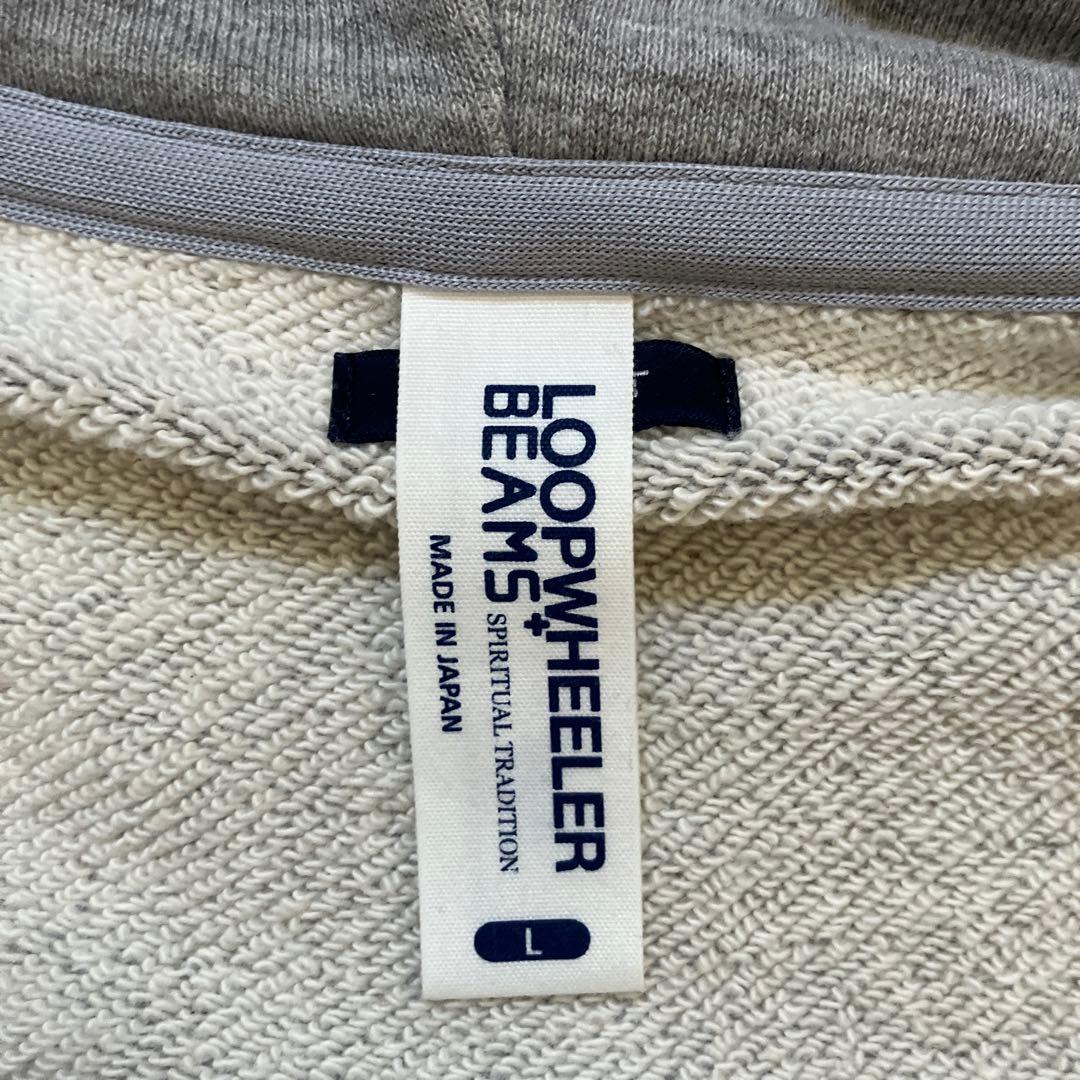 LOOPWHEELER
+
BEAMS
SPIRITUAL TRADITION
MADE IN JAPAN
L